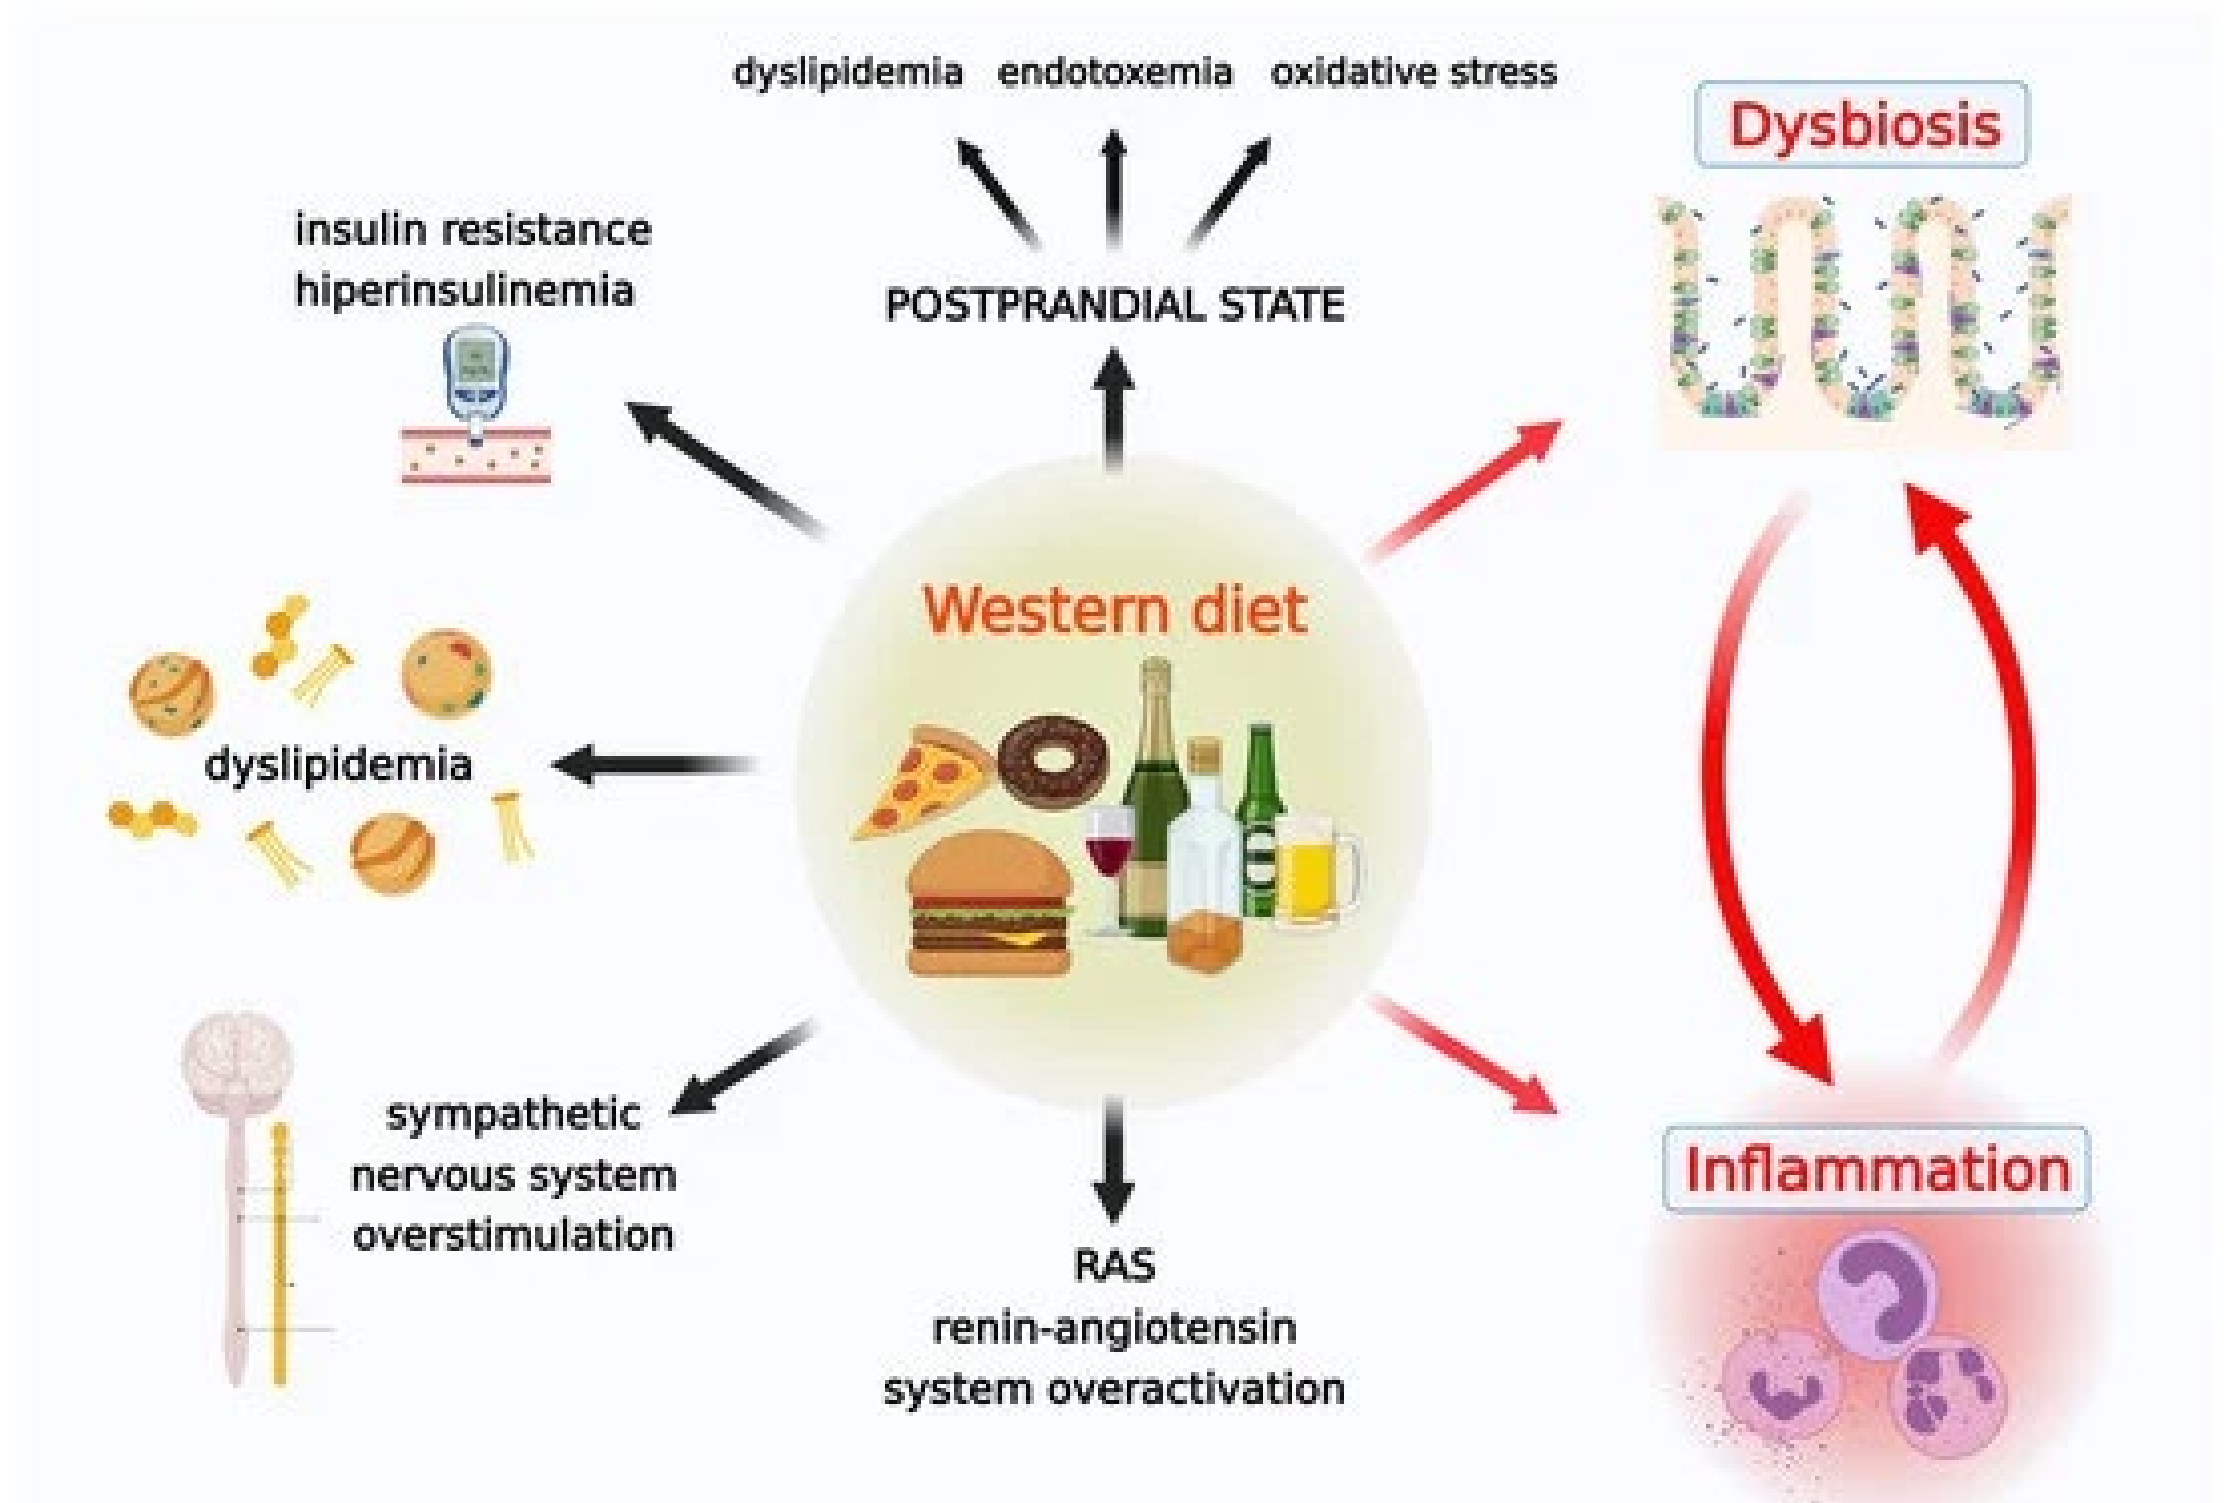 dyslipidemia endotoxemia oxidative stress
Dysbiosis
insulin resistance
hiperinsulinemia
POSTPRANDIAL STATE
Western diet
dyslipidemia
sympathetic
nervous system
overstimulation
RAS
renin-angiotensin
system overactivation
Inflammation